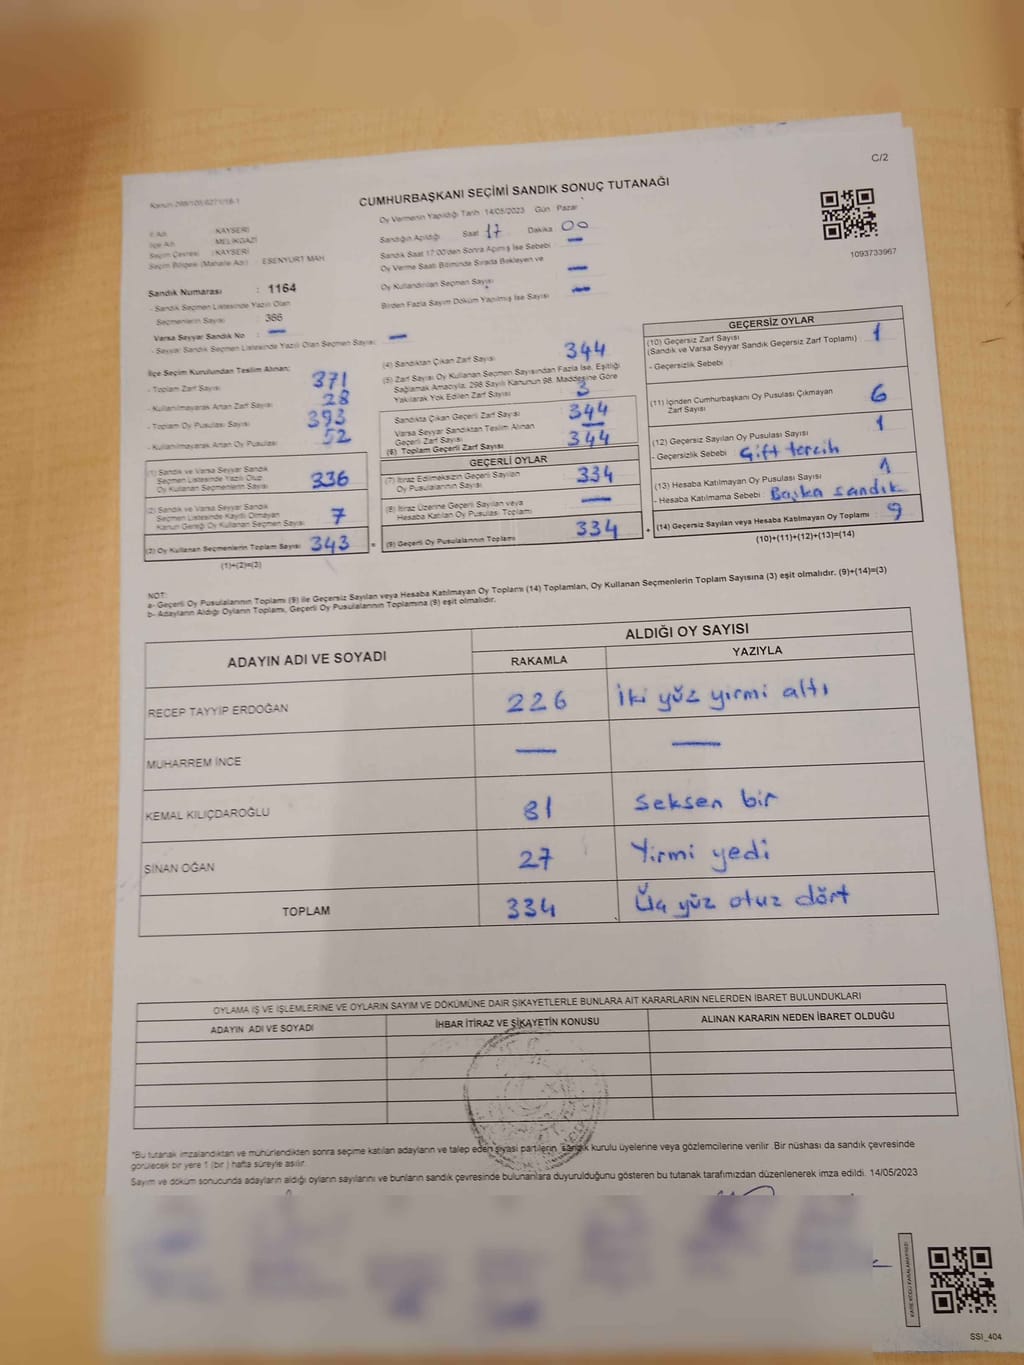 C/2
CUMHURBAŞKANI SEÇİMİ SANDIK SONUÇ TUTANAĞI
Oy Vermenin Yapıldığı Tarih :14/05/2023 Gün Pazar
İl Adı : KAYSERİ
Sandığın Açıldığı Saat 17 Dakika 00
İlçe Adı : MELİKGAZİ
Sandık Saat 17:00'den Sonra Açılmış İse Sebebi —
Seçim Çevresi : KAYSERİ
Oy Verme Saati Bitiminde Sırada Bekleyen ve
Seçim Bölgesi (Mahalle Adı) : ESENYURT MAH
Oy Kullandırılan Seçmen Sayısı —
1093733967
Sandık Numarası : 1164
Birden Fazla Sayım Döküm Yapılmış İse Sayısı —
- Sandık Seçmen Listesinde Yazılı Olan
Seçmenlerin Sayısı : 366
Varsa Seyyar Sandık No : —
- Seyyar Sandık Seçmen Listesinde Yazılı Olan Seçmen Sayısı: —
İlçe Seçim Kurulundan Teslim Alınan:
- Toplam Zarf Sayısı 371
- Kullanılmayarak Artan Zarf Sayısı 28
- Toplam Oy Pusulası Sayısı 393
- Kullanılmayarak Artan Oy Pusulası 52
(1) Sandık ve Varsa Seyyar Sandık
Seçmen Listesinde Yazılı Olup
Oy Kullanan Seçmenlerin Sayısı 336
(2) Sandık ve Varsa Seyyar Sandık
Seçmen Listesinde Kayıtlı Olmayan
Kanun Gereği Oy Kullanan Seçmen Sayısı 7
(3) Oy Kullanan Seçmenlerin Toplam Sayısı 343 =
(1)+(2)=(3)
(4) Sandıktan Çıkan Zarf Sayısı 344
(5) Zarf Sayısı Oy Kullanan Seçmen Sayısından Fazla İse, Eşitliği
Sağlamak Amacıyla, 298 Sayılı Kanunun 98. Maddesine Göre
Yakılarak Yok Edilen Zarf Sayısı 3
Sandıkta Çıkan Geçerli Zarf Sayısı 344
Varsa Seyyar Sandıktan Teslim Alınan
Geçerli Zarf Sayısı —
(6) Toplam Geçerli Zarf Sayısı 344
GEÇERLİ OYLAR
(7) İtiraz Edilmeksizin Geçerli Sayılan
Oy Pusulasının Sayısı 334
(8) İtiraz Üzerine Geçerli Sayılan veya
Hesaba Katılan Oy Pusulası Toplamı —
(9) Geçerli Oy Pusulalarının Toplamı 334 +
GEÇERSİZ OYLAR
(10) Geçersiz Zarf Sayısı
(Sandık ve Varsa Seyyar Sandık Geçersiz Zarf Toplamı) 1
- Geçersizlik Sebebi :
(11) İçinden Cumhurbaşkanı Oy Pusulası Çıkmayan
Zarf Sayısı 6
(12) Geçersiz Sayılan Oy Pusulası Sayısı 1
- Geçersizlik Sebebi : Çift tercih
(13) Hesaba Katılmayan Oy Pusulası Sayısı 1
- Hesaba Katılmama Sebebi : Başka sandık
(14) Geçersiz Sayılan veya Hesaba Katılmayan Oy Toplamı : 9
(10)+(11)+(12)+(13)=(14)
NOT:
a- Geçerli Oy Pusulalarının Toplamı (9) ile Geçersiz Sayılan veya Hesaba Katılmayan Oy Toplamı (14) Toplamları, Oy Kullanan Seçmenlerin Toplam Sayısına (3) eşit olmalıdır. (9)+(14)=(3)
b- Adayların Aldığı Oyların Toplamı, Geçerli Oy Pusulalarının Toplamına (9) eşit olmalıdır.
ADAYIN ADI VE SOYADI
ALDIĞI OY SAYISI
RAKAMLA YAZIYLA
RECEP TAYYİP ERDOĞAN 226 İki yüz yirmi altı
MUHARREM İNCE — —
KEMAL KILIÇDAROĞLU 81 Seksen bir
SİNAN OĞAN 27 Yirmi yedi
TOPLAM 334 Üç yüz otuz dört
OYLAMA İŞ VE İŞLEMLERİNE VE OYLARIN SAYIM VE DÖKÜMÜNE DAİR ŞİKAYETLERLE BUNLARA AİT KARARLARIN NELERDEN İBARET BULUNDUKLARI
ADAYIN ADI VE SOYADI İHBAR İTİRAZ VE ŞİKAYETİN KONUSU ALINAN KARARIN NEDEN İBARET OLDUĞU
*Bu tutanak imzalandıktan ve mühürlendikten sonra seçime katılan adayların ve talep eden siyasi partilerin sandık kurulu üyelerine veya gözlemcilerine verilir. Bir nüshası da sandık çevresinde
görülecek bir yere 1 (bir) hafta süreyle asılır.
Sayım ve döküm sonucunda adayların aldığı oyların sayılarını ve bunların sandık çevresinde bulunanlara duyurulduğunu gösteren bu tutanak tarafımızdan düzenlenerek imza edildi. 14/05/2023
KARE KODU KARALAMAYINIZ!
SSI_404